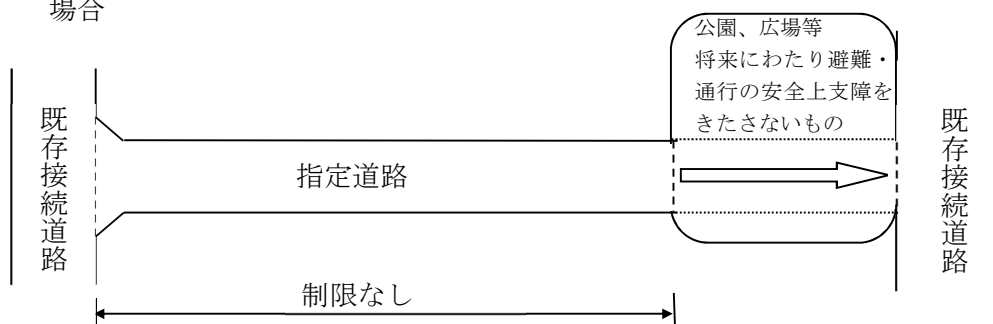 場合
公園、広場等
将来にわたり避難・
通行の安全上支障を
きたさないもの
既存接続道路
指定道路
既存接続道路
制限なし